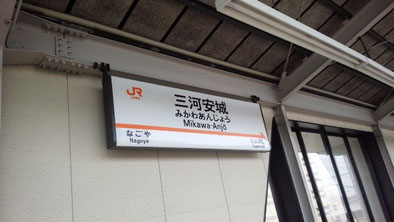 JR
三河安城
みかわあんじょう
Mikawa-Anjō
なごや
Nagoya